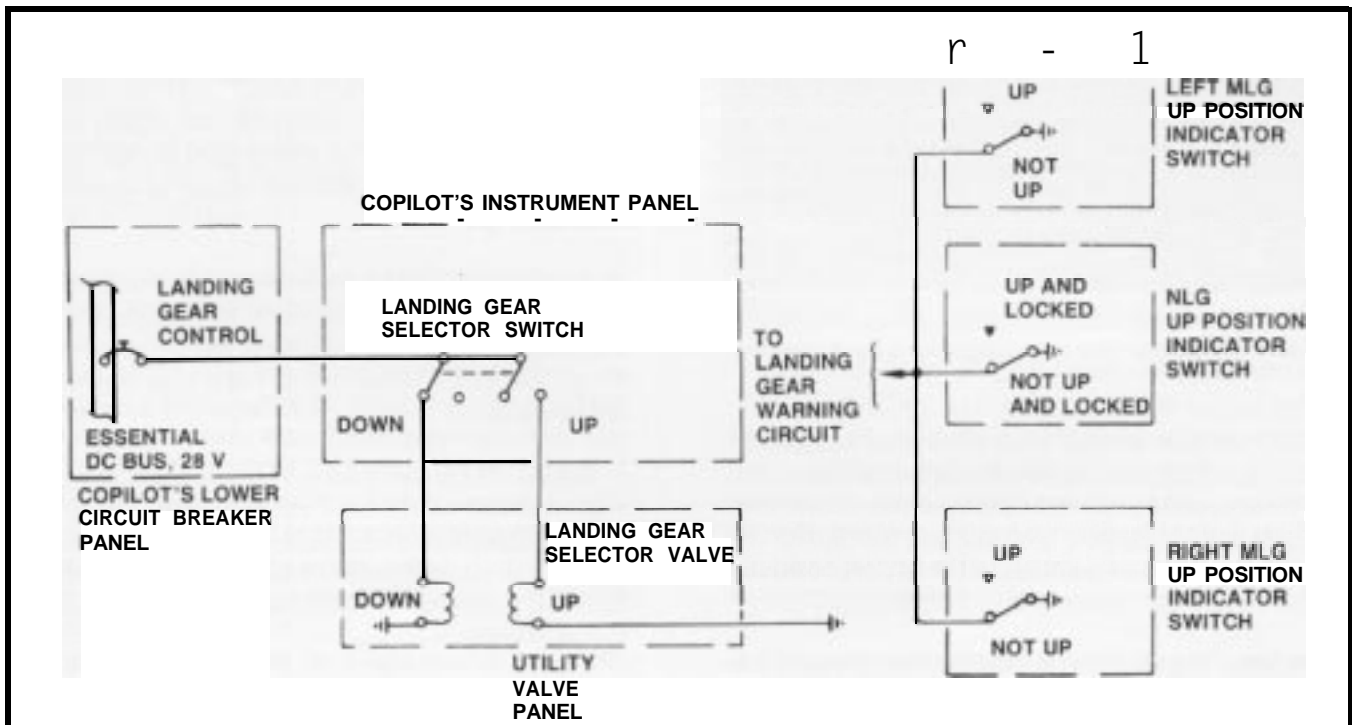 r - 1
UP
LEFT MLG
UP POSITION
INDICATOR
SWITCH
NOT
UP
COPILOT'S INSTRUMENT PANEL
LANDING
GEAR
CONTROL
LANDING GEAR
SELECTOR SWITCH
UP AND
LOCKED
NLG
UP POSITION
INDICATOR
SWITCH
TO
LANDING
GEAR
WARNING
CIRCUIT
NOT UP
AND LOCKED
DOWN
UP
ESSENTIAL
DC BUS, 28 V
COPILOT'S LOWER
CIRCUIT BREAKER
PANEL
LANDING GEAR
SELECTOR VALVE
DOWN
UP
UP
RIGHT MLG
UP POSITION
INDICATOR
SWITCH
NOT UP
UTILITY
VALVE
PANEL